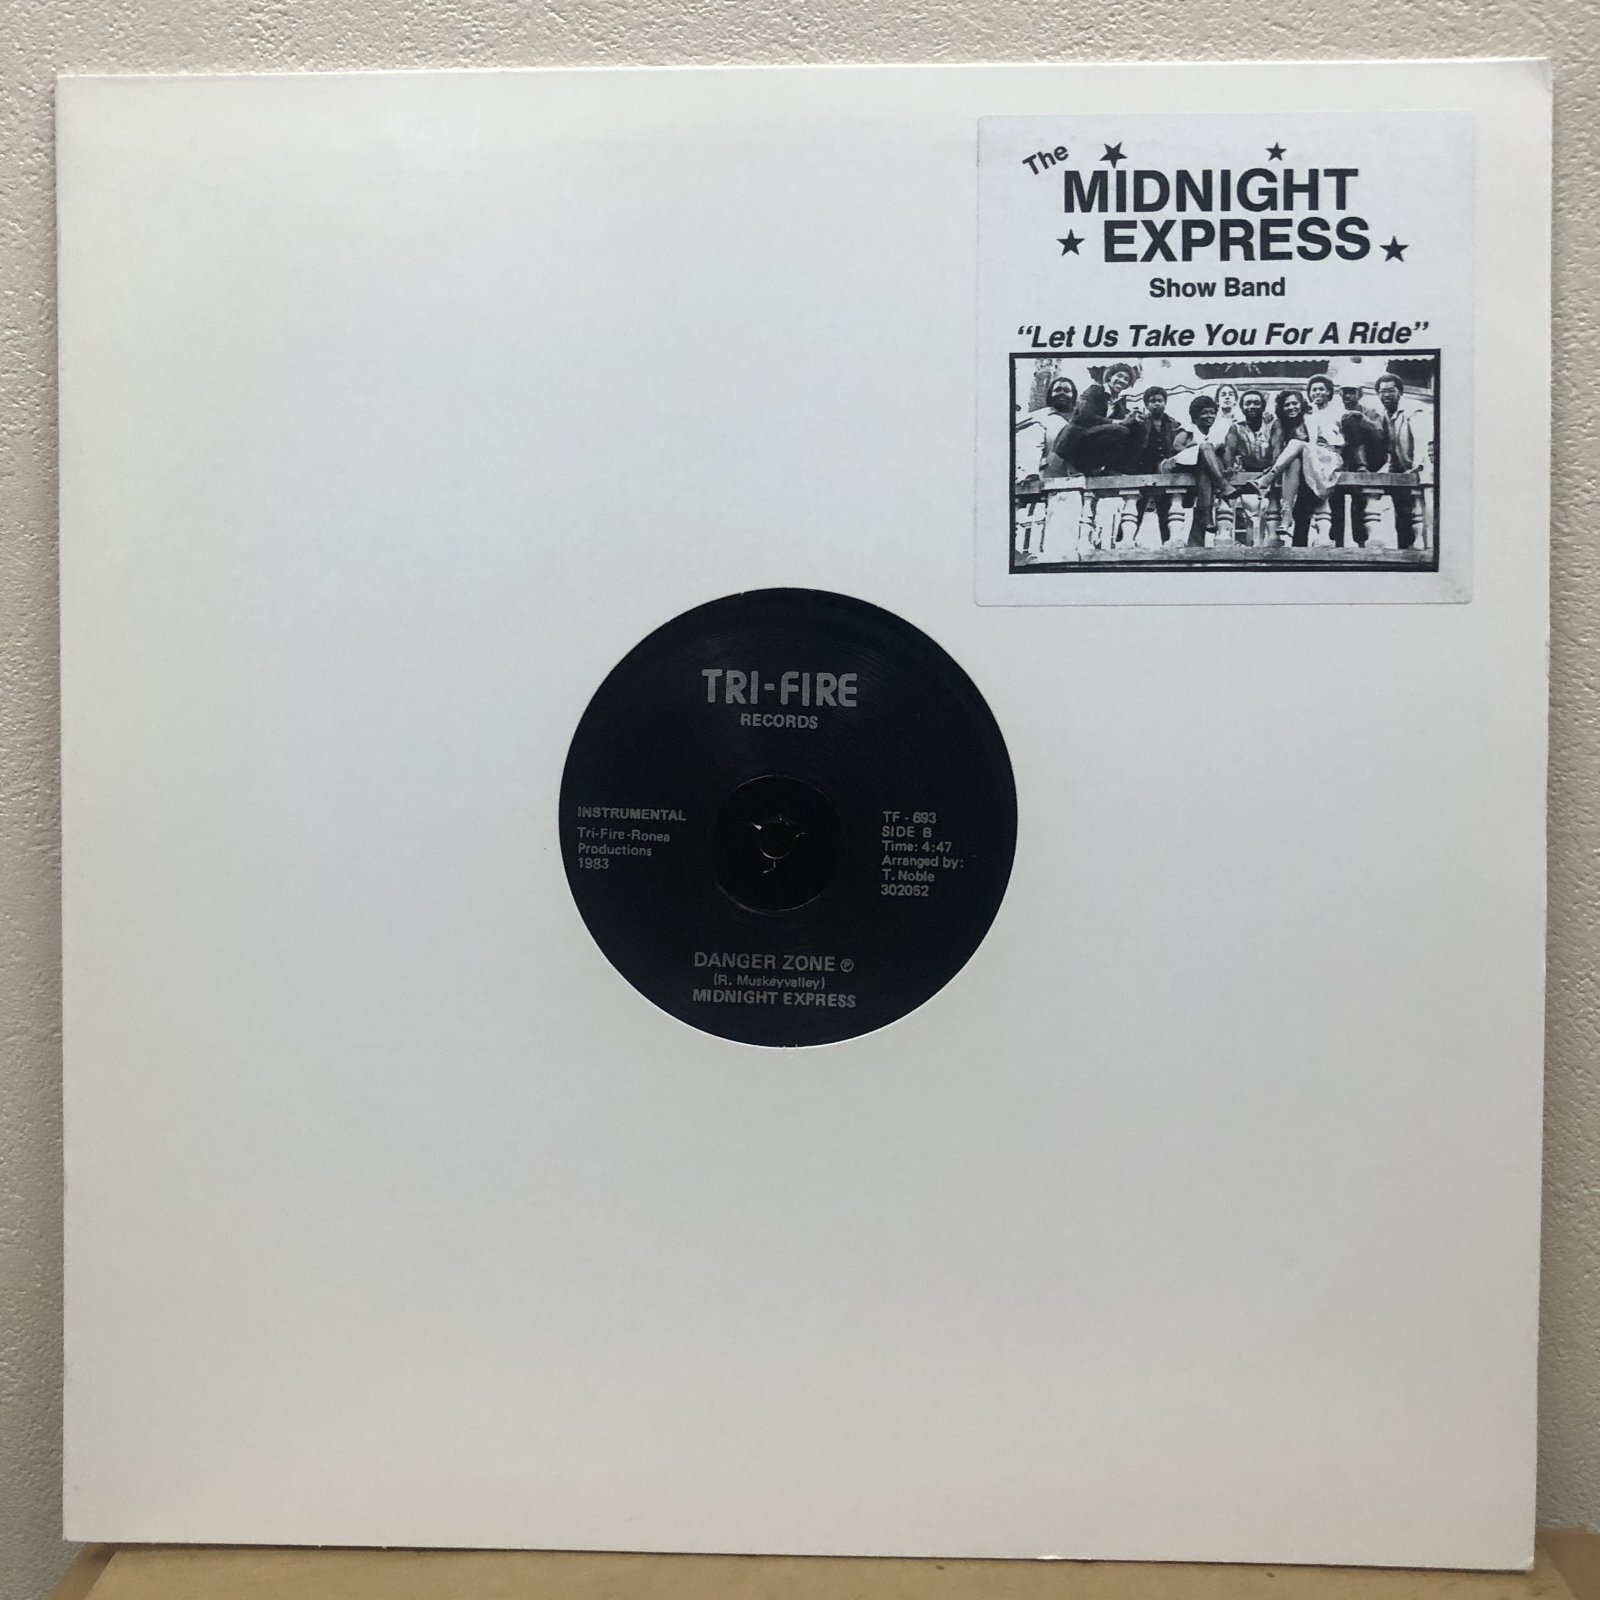 The
MIDNIGHT
EXPRESS
Show Band
“Let Us Take You For A Ride”
TRI-FIRE
RECORDS
INSTRUMENTAL
Tri-Fire-Ronea
Productions
1983
TF - 693
SIDE B
Time: 4:47
Arranged by:
T. Noble
302052
DANGER ZONE ℗
(R. Muskeyvalley)
MIDNIGHT EXPRESS